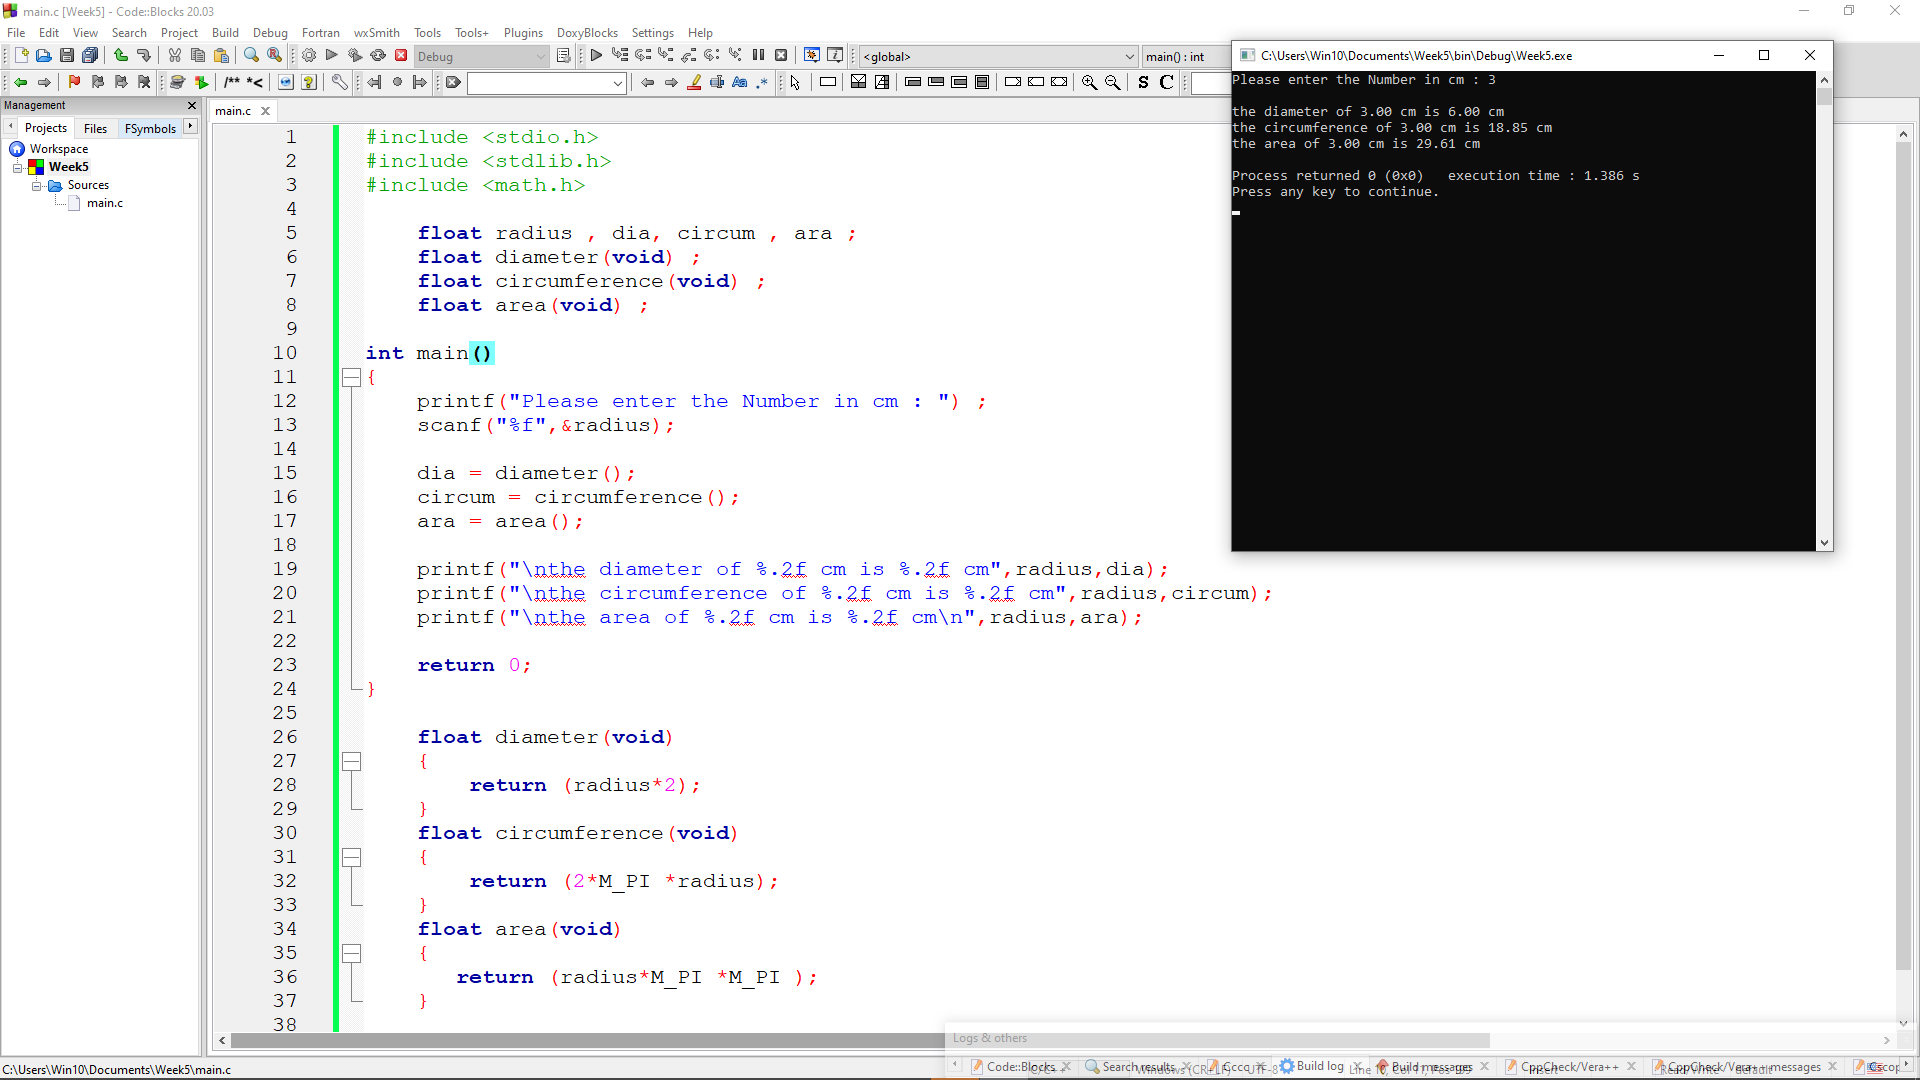 main.c [Week5] - Code::Blocks 20.03
File Edit View Search Project Build Debug Fortran wxSmith Tools Tools+ Plugins DoxyBlocks Settings Help
Debug
<global>
main() : int
/** *<
Aa .*
S C
Management
Projects Files FSymbols
Workspace
Week5
Sources
main.c
main.c
1 #include <stdio.h>
2 #include <stdlib.h>
3 #include <math.h>
4
5 float radius , dia, circum , ara ;
6 float diameter(void) ;
7 float circumference(void) ;
8 float area(void) ;
9
10 int main()
11 {
12 printf("Please enter the Number in cm : ") ;
13 scanf("%f",&radius);
14
15 dia = diameter();
16 circum = circumference();
17 ara = area();
18
19 printf("\nthe diameter of %.2f cm is %.2f cm",radius,dia);
20 printf("\nthe circumference of %.2f cm is %.2f cm",radius,circum);
21 printf("\nthe area of %.2f cm is %.2f cm\n",radius,ara);
22
23 return 0;
24 }
25
26 float diameter(void)
27 {
28 return (radius*2);
29 }
30 float circumference(void)
31 {
32 return (2*M_PI *radius);
33 }
34 float area(void)
35 {
36 return (radius*M_PI *M_PI );
37 }
38
C:\Users\Win10\Documents\Week5\bin\Debug\Week5.exe
Please enter the Number in cm : 3
the diameter of 3.00 cm is 6.00 cm
the circumference of 3.00 cm is 18.85 cm
the area of 3.00 cm is 29.61 cm
Process returned 0 (0x0) execution time : 1.386 s
Press any key to continue.
Logs & others
Code::Blocks Search results Cccc Build log Build messages CppCheck/Vera++ CppCheck/Vera++ messages Cscop
C:\Users\Win10\Documents\Week5\main.c
C/C++ Windows (CR+LF) UTF-8 Insert Read/Write default